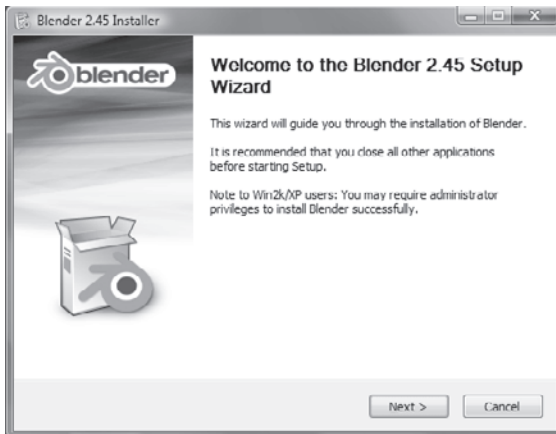 Blender 2.45 Installer
blender
Welcome to the Blender 2.45 Setup
Wizard
This wizard will guide you through the installation of Blender.
It is recommended that you close all other applications
before starting Setup.
Note to Win2k/XP users: You may require administrator
privileges to install Blender successfully.
Next >
Cancel